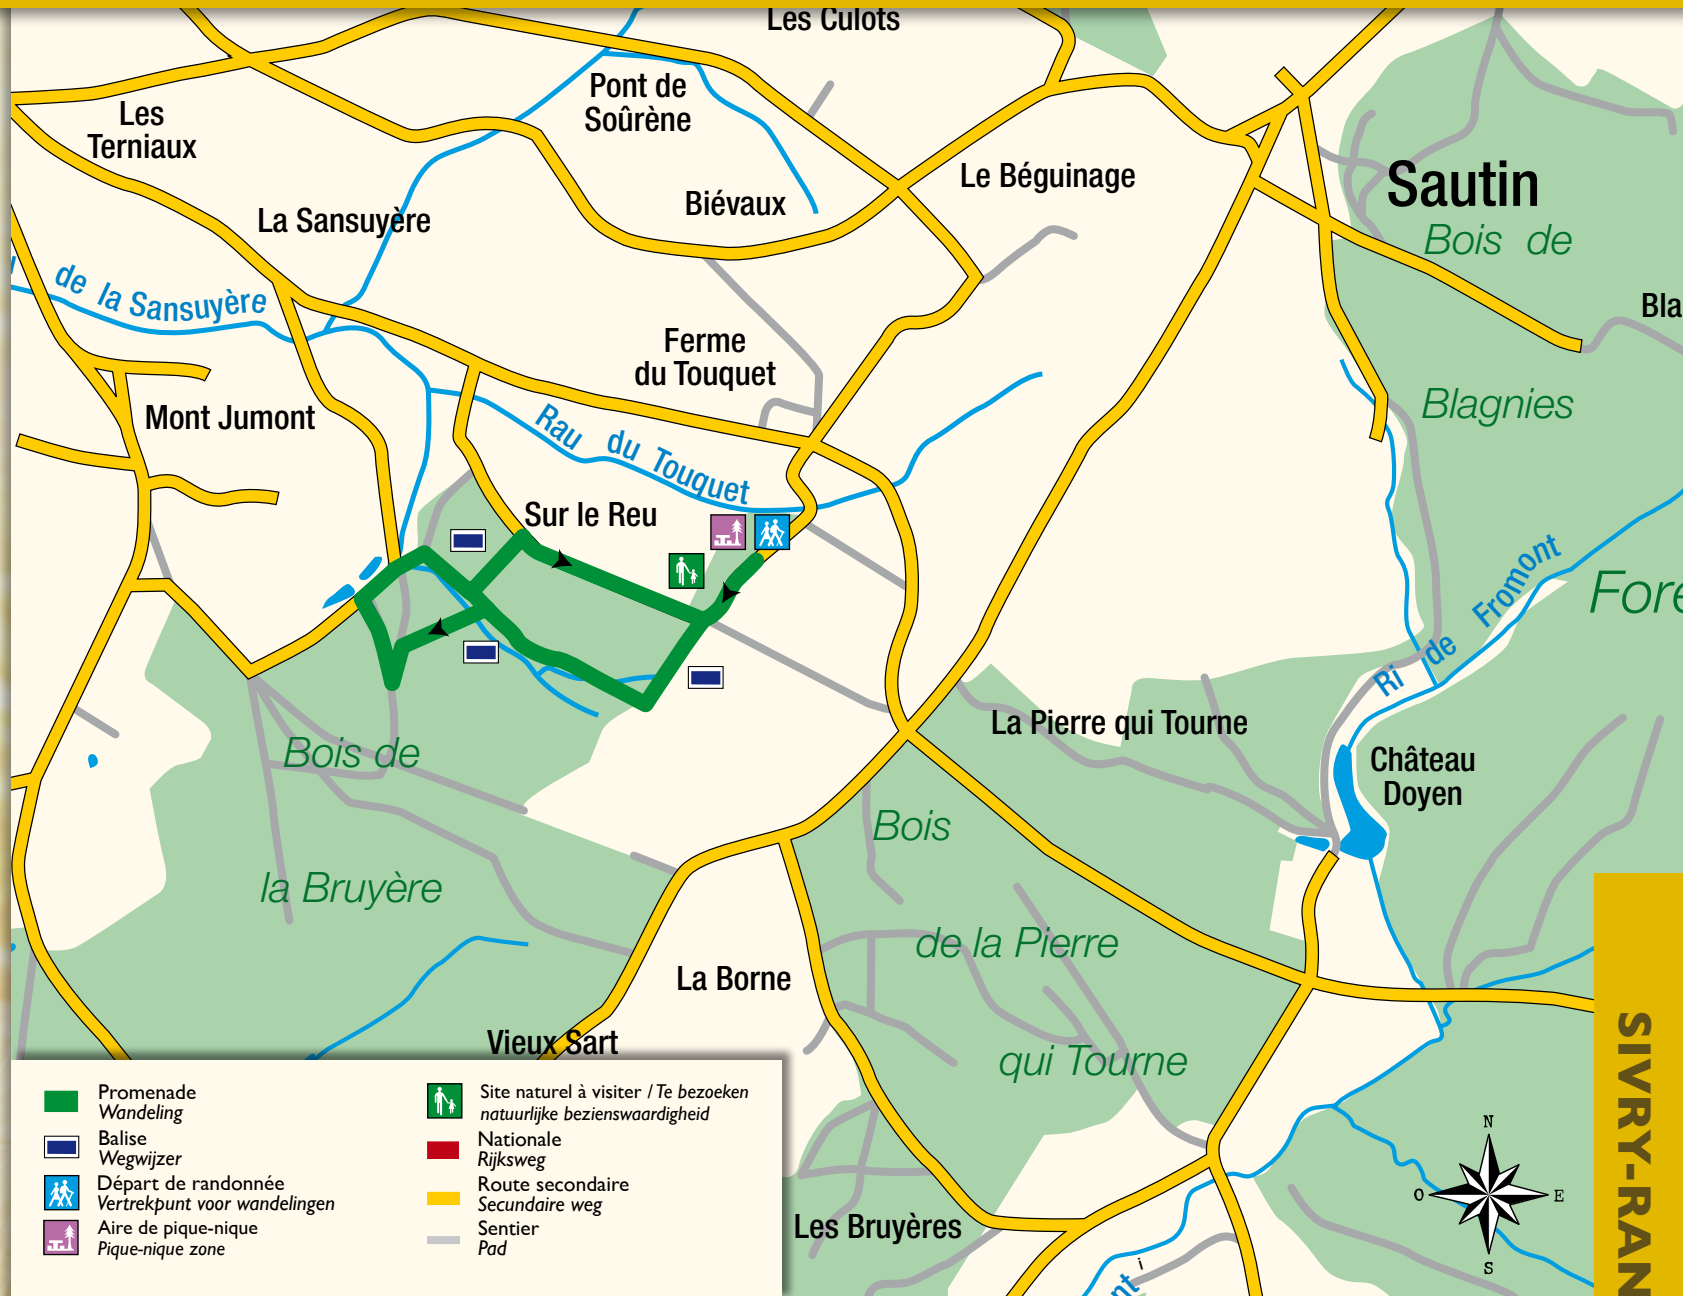 Les Culots
Pont de
Soûrène
Les
Terniaux
Le Béguinage
Sautin
Biévaux
La Sansuyère
Bois de
de la Sansuyère
Ferme
du Touquet
Blagnies
Mont Jumont
Rau du Touquet
Sur le Reu
Ri de Fromont
La Pierre qui Tourne
Bois de
Château
Doyen
Bois
la Bruyère
de la Pierre
La Borne
Vieux Sart
qui Tourne
Les Bruyères
Promenade
Wandeling
Balise
Wegwijzer
Départ de randonnée
Vertrekpunt voor wandelingen
Aire de pique-nique
Pique-nique zone
Site naturel à visiter / Te bezoeken
natuurlijke bezienswaardigheid
Nationale
Rijksweg
Route secondaire
Secundaire weg
Sentier
Pad
N
O
E
S
SIVRY-RAN